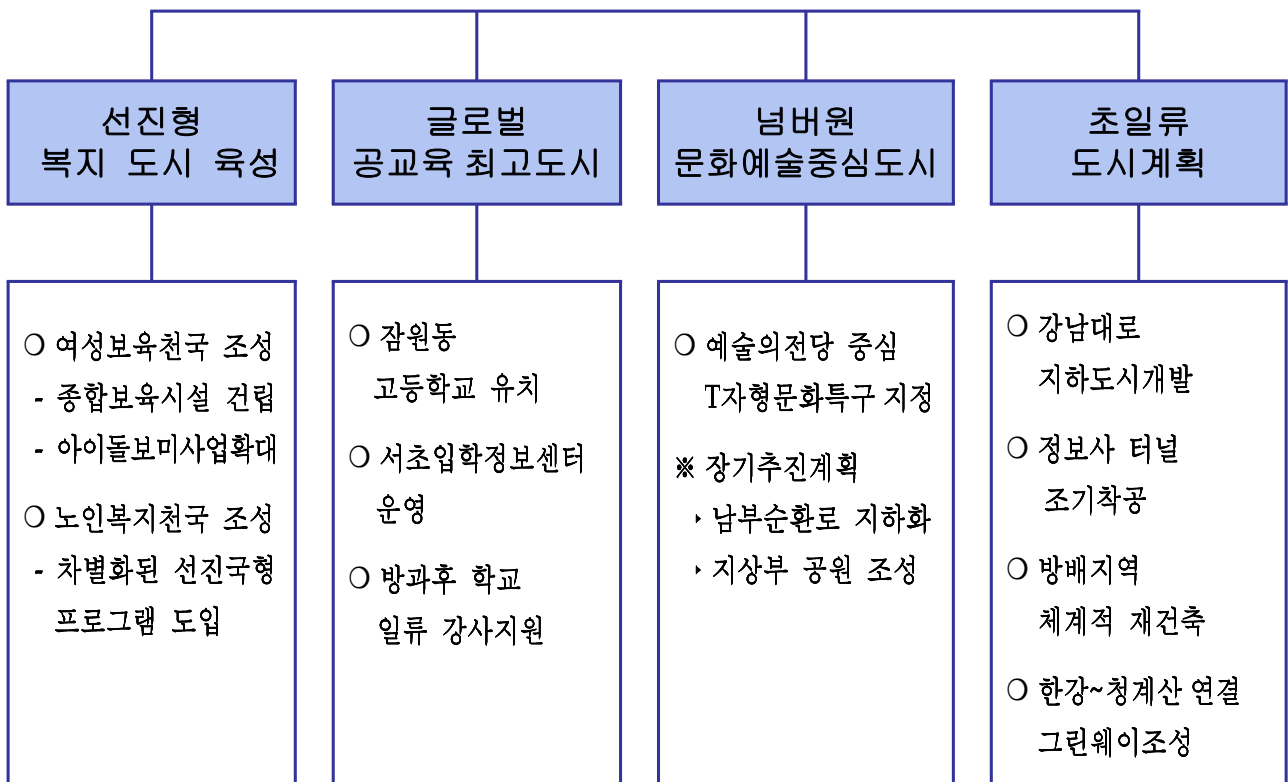 선진형
복지 도시 육성
글로벌
공교육 최고도시
넘버원
문화예술중심도시
초일류
도시계획
❍ 여성보육천국 조성
- 종합보육시설 건립
- 아이돌보미사업확대
❍ 노인복지천국 조성
- 차별화된 선진국형
프로그램 도입
❍ 잠원동
고등학교 유치
❍ 서초입학정보센터
운영
❍ 방과후 학교
일류 강사지원
❍ 예술의전당 중심
T자형문화특구 지정
※ 장기추진계획
‣ 남부순환로 지하화
‣ 지상부 공원 조성
❍ 강남대로
지하도시개발
❍ 정보사 터널
조기착공
❍ 방배지역
체계적 재건축
❍ 한강~청계산 연결
그린웨이조성